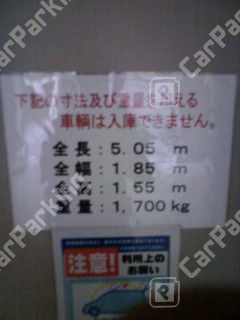 下記の寸法及び重量を超える
車輌は入庫できません。
全長:5.05 m
全幅:1.85 m
全高:1.55 m
重量:1,700 kg
注意!
利用上の
お願い
CarParking